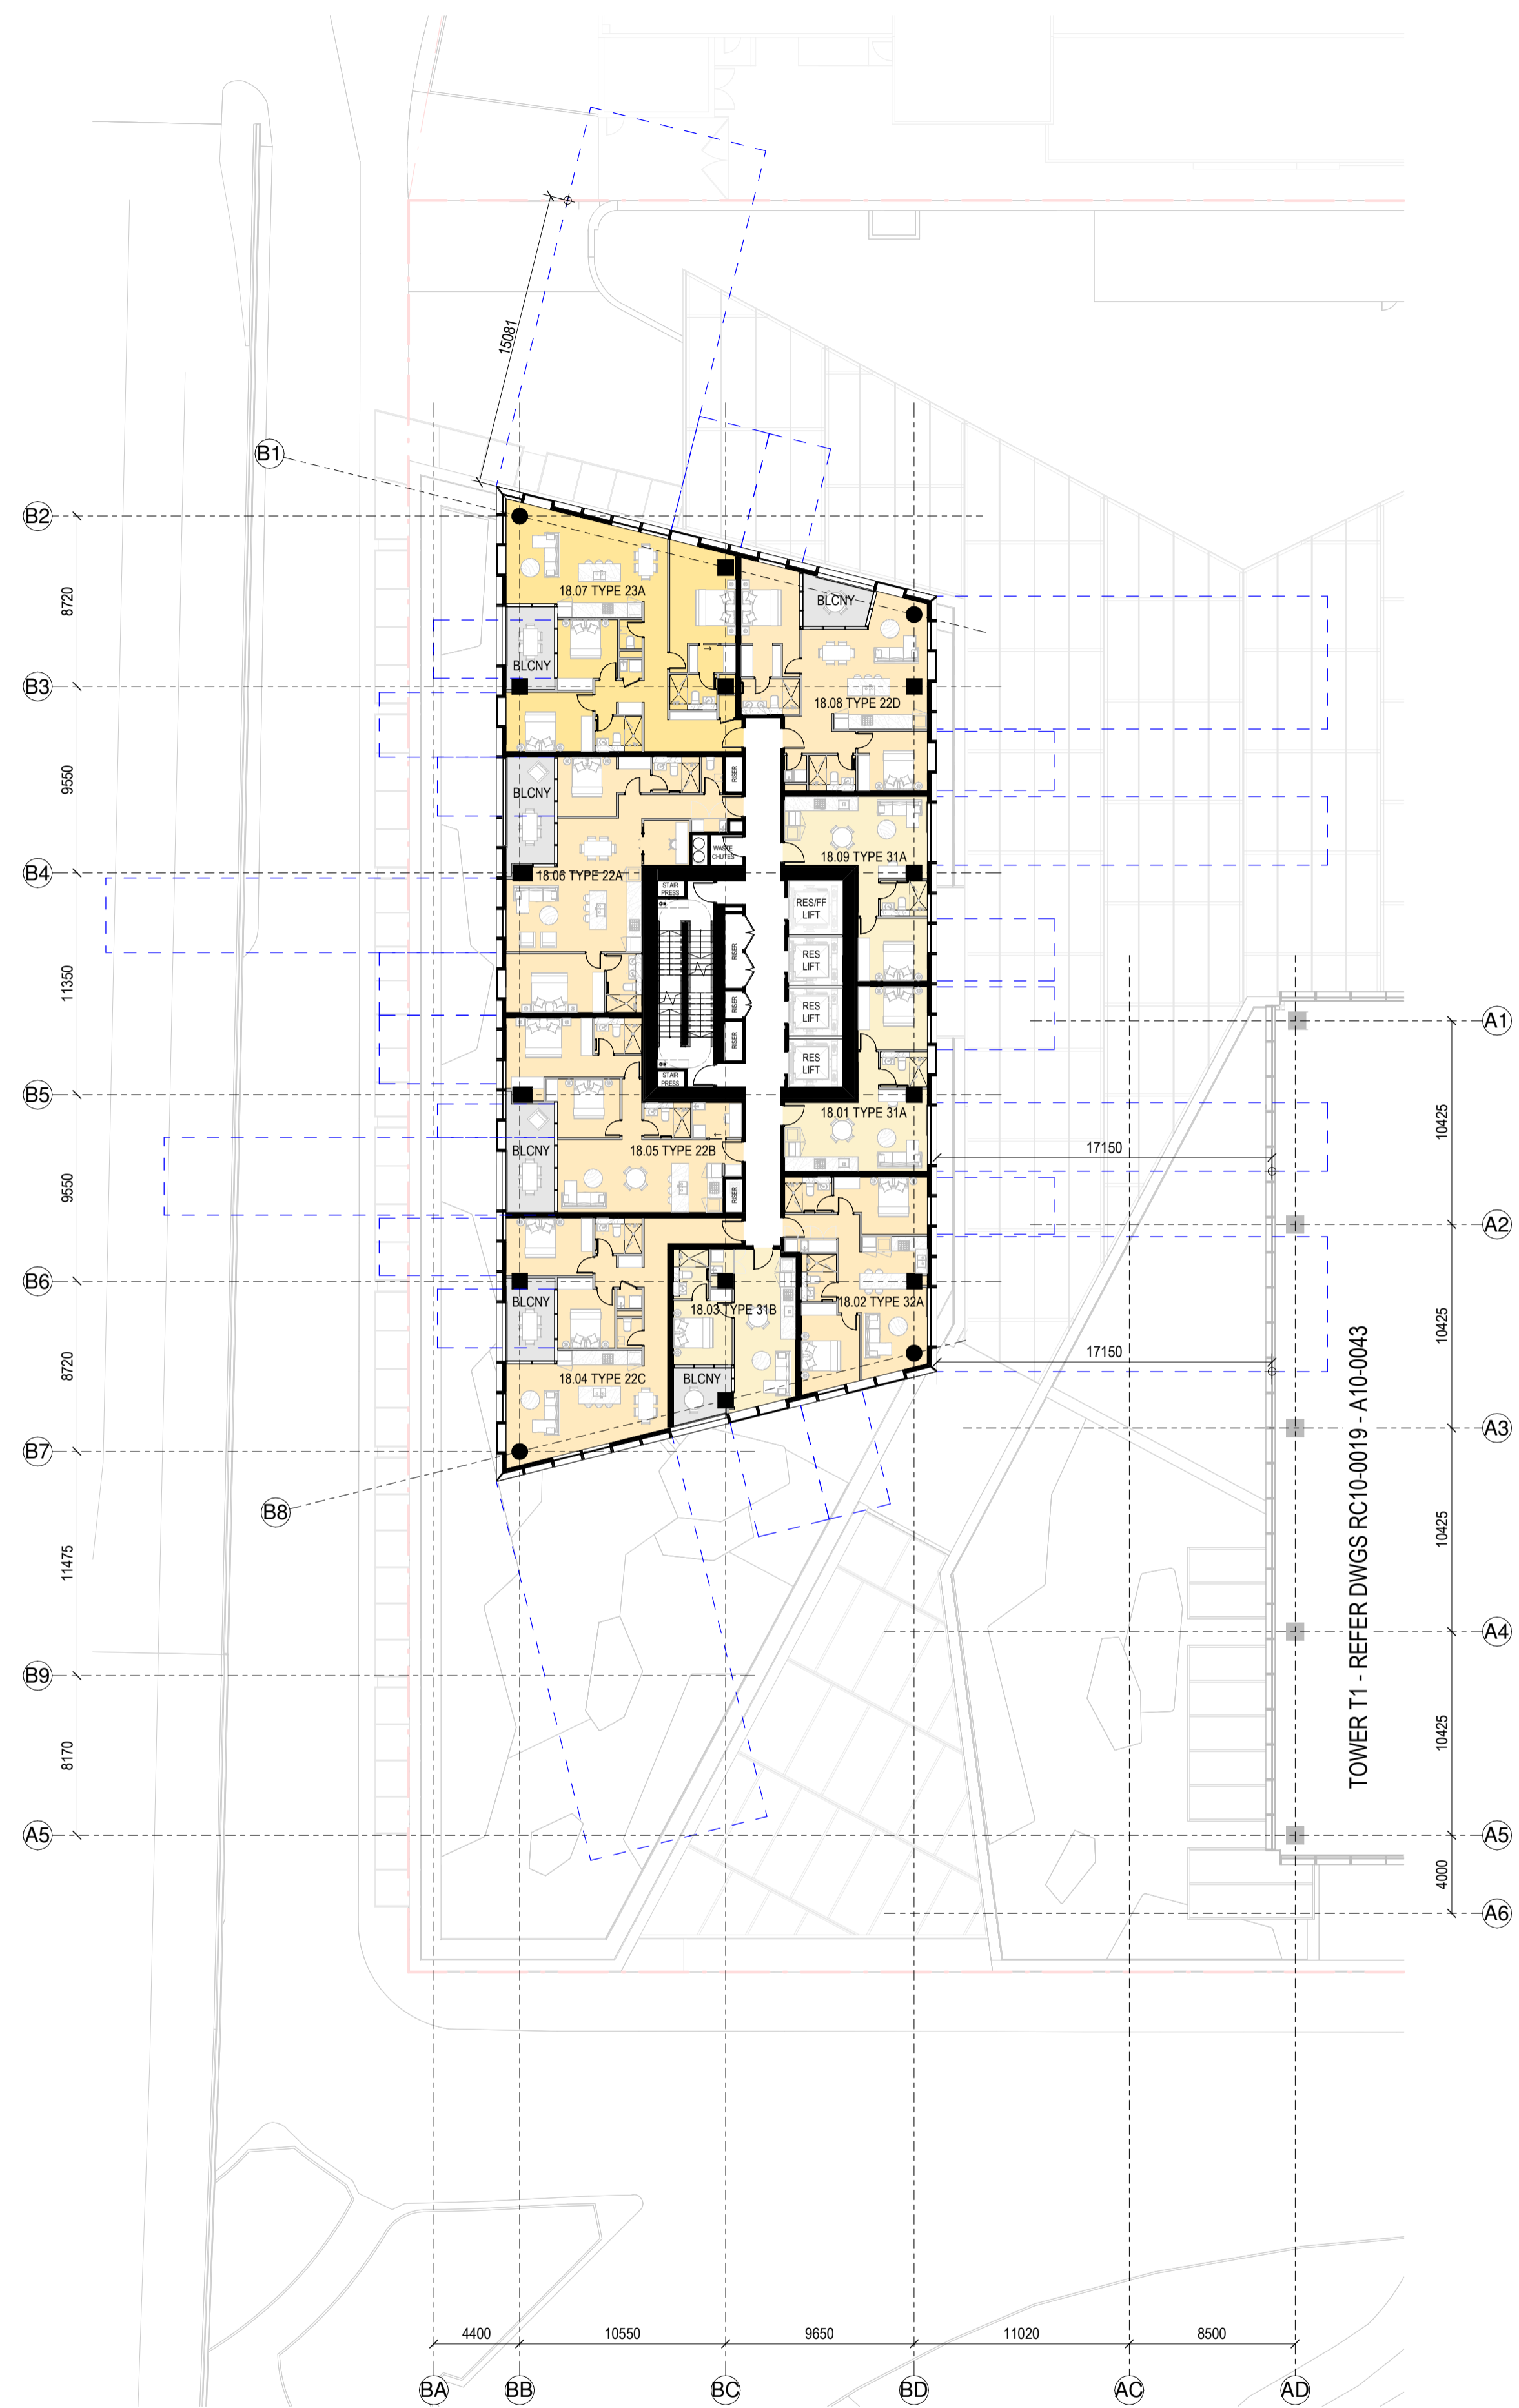 15081
B1
B2
8720
18.07 TYPE 23A
BLCNY
BLCNY
B3
18.08 TYPE 22D
9550
BLCNY
RISER
WASTE
CHUTES
18.09 TYPE 31A
B4
18.06 TYPE 22A
STAIR
PRESS
RES/FF
LIFT
RISER
RES
LIFT
11350
RISER
RES
LIFT
A1
RISER
RES
LIFT
STAIR
PRESS
B5
18.01 TYPE 31A
10425
BLCNY
18.05 TYPE 22B
17150
9550
RISER
A2
B6
BLCNY
18.03 TYPE 31B
18.02 TYPE 32A
10425
8720
18.04 TYPE 22C
BLCNY
17150
A3
B7
B8
TOWER T1 - REFER DWGS RC10-0019 - A10-0043
11475
10425
A4
B9
8170
10425
A5
A5
4000
A6
4400
10550
9650
11020
8500
BA
BB
BC
BD
AC
AD